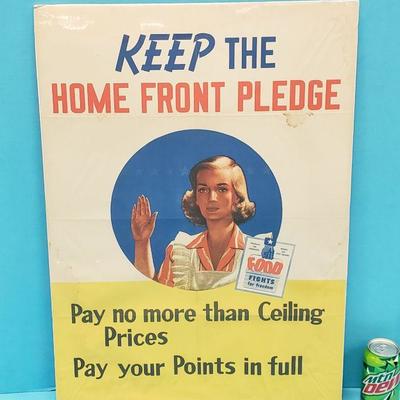 KEEP THE
HOME FRONT PLEDGE
FOOD
FIGHTS
for freedom
Pay no more than Ceiling
Prices
Pay your Points in full
mtn
DEW